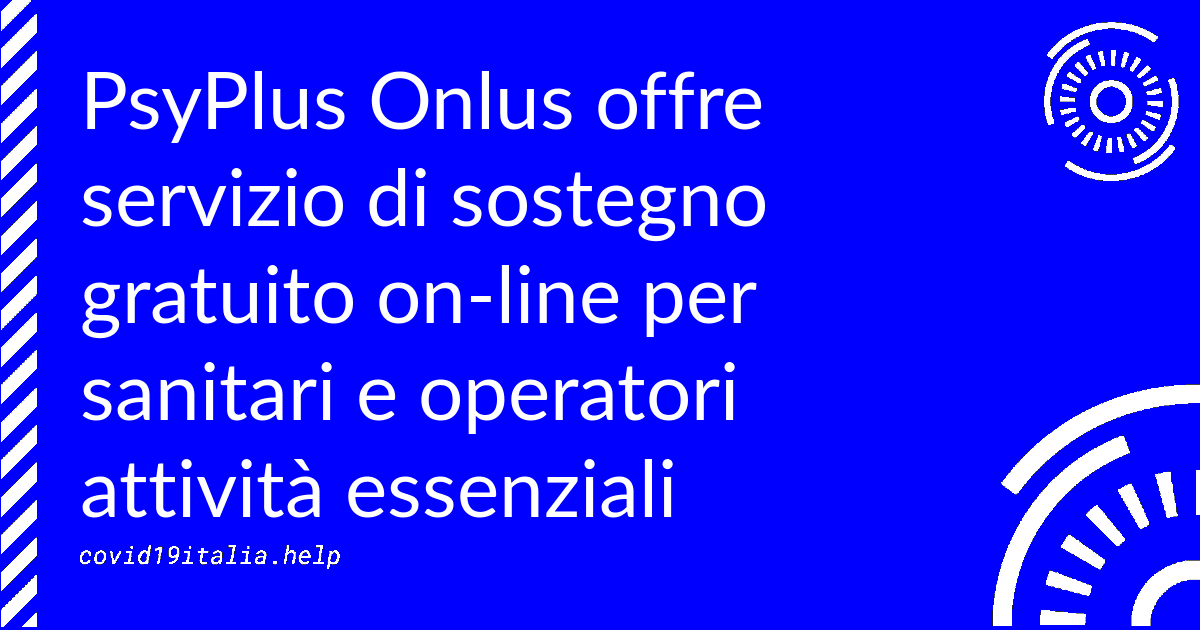 PsyPlus Onlus offre
servizio di sostegno
gratuito on-line per
sanitari e operatori
attività essenziali
covid19italia.help